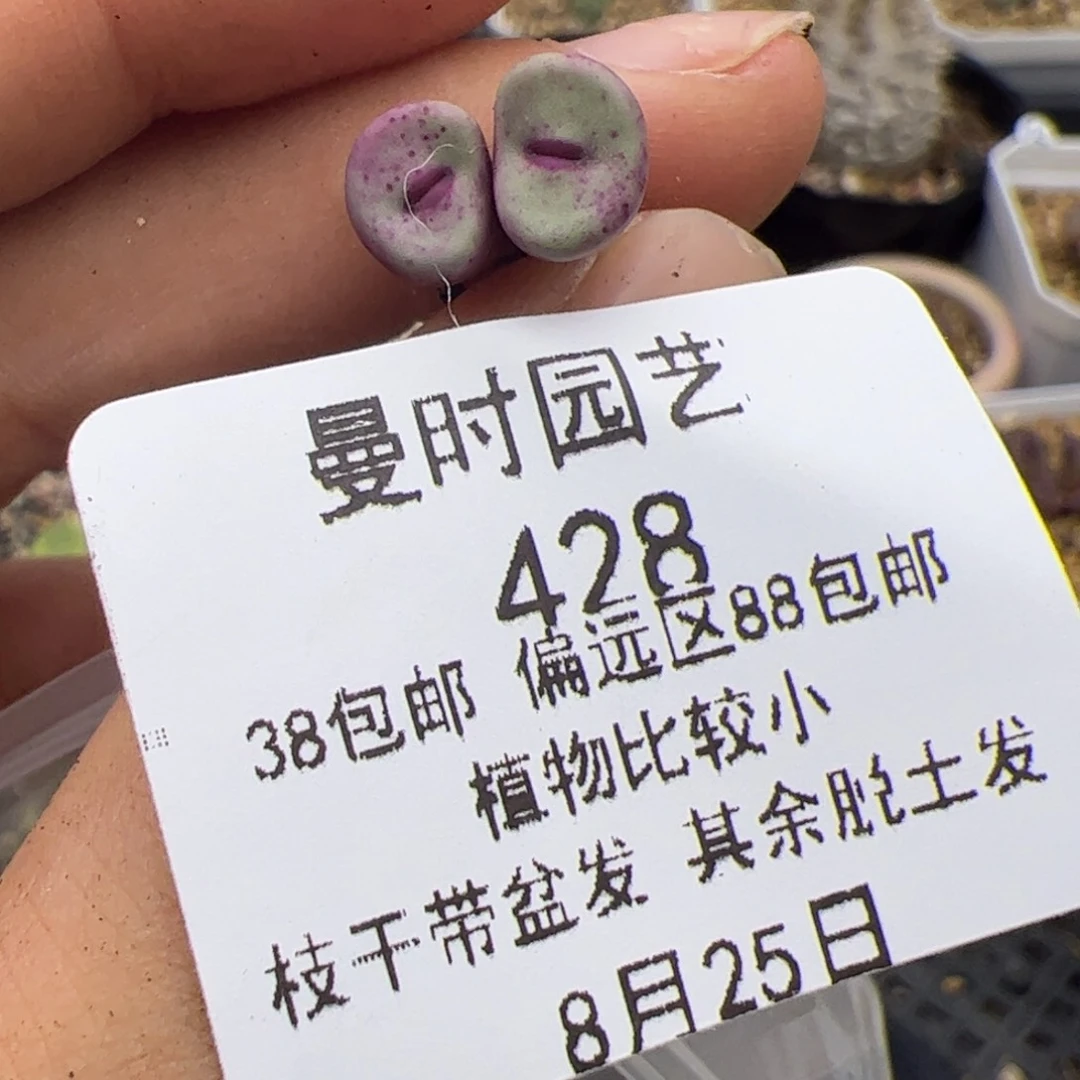 曼时园艺
428
38包邮 偏远区88包邮
植物比较小
枝干带盆发 其余脱土发
8月25日